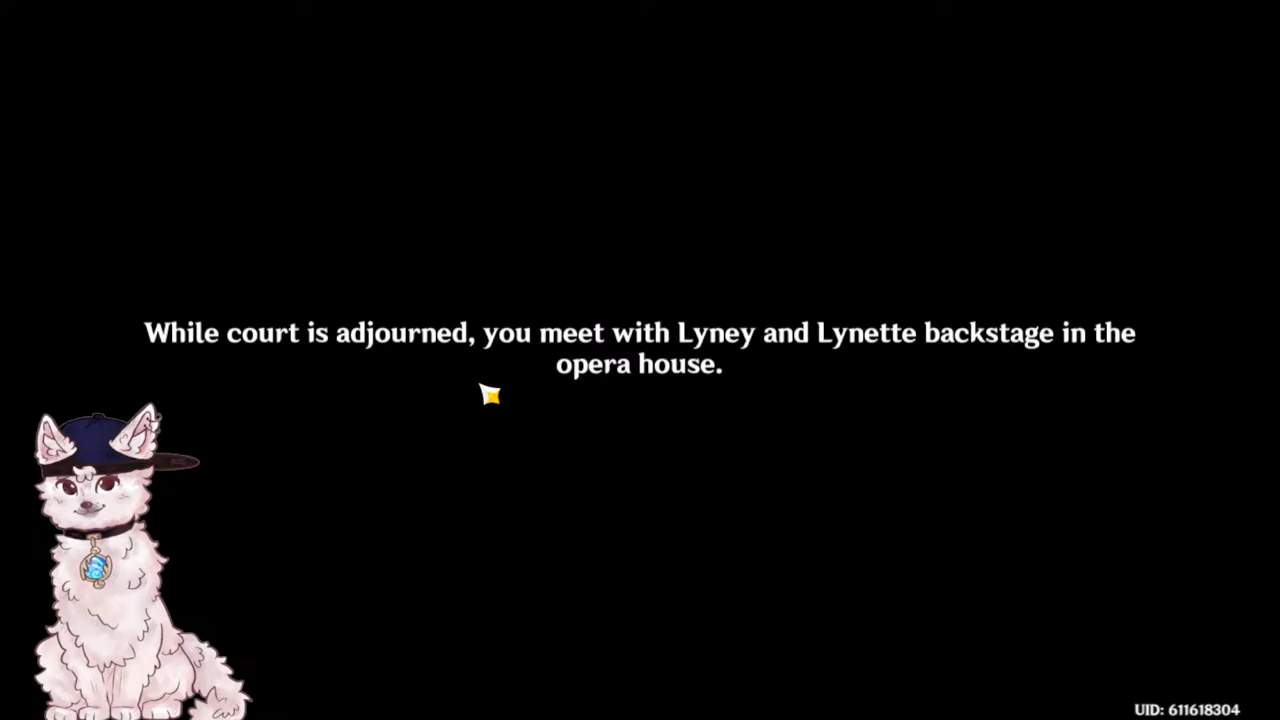 While court is adjourned, you meet with Lyney and Lynette backstage in the
opera house.
UID: 611618304